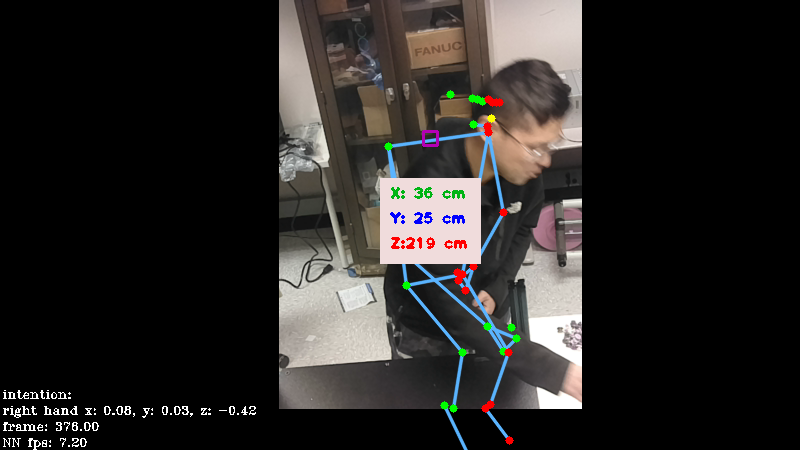 FANUC
X: 36 cm
Y: 25 cm
Z:219 cm
intention:
right hand x: 0.08, y: 0.03, z: -0.42
frame: 376.00
NN fps: 7.20